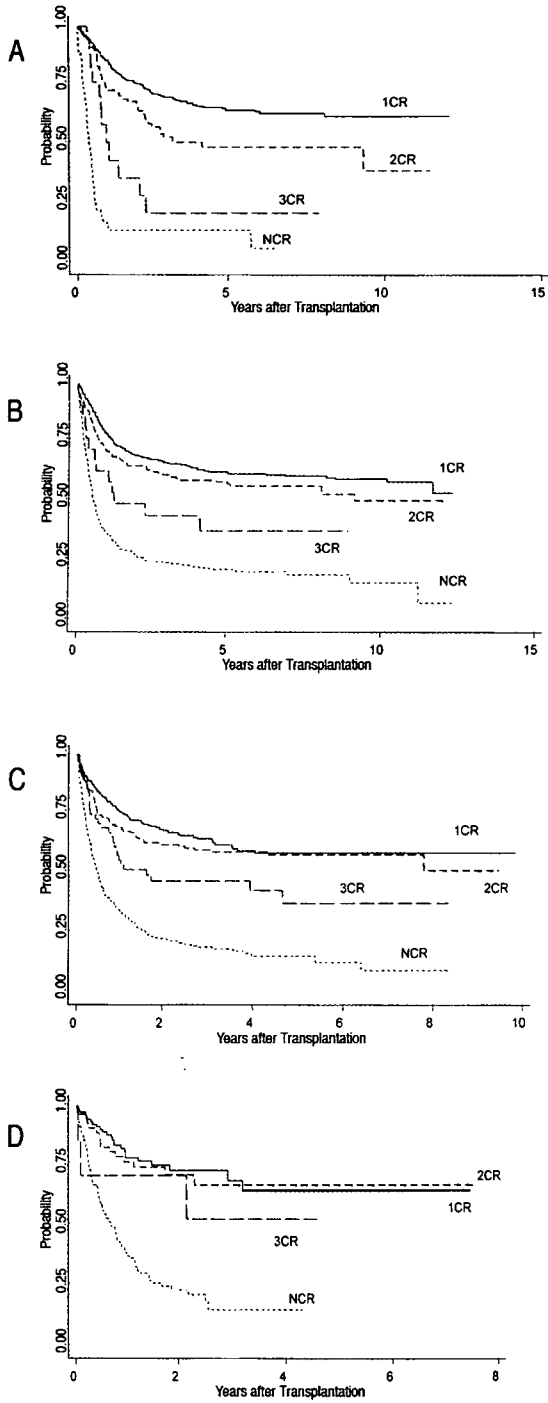 A
Probability
0.00 0.25 0.50 0.75 1.00
1CR
2CR
3CR
NCR
0 5 10 15
Years after Transplantation
B
Probability
0.00 0.25 0.50 0.75 1.00
1CR
2CR
3CR
NCR
0 5 10 15
Years after Transplantation
C
Probability
0.00 0.25 0.50 0.75 1.00
1CR
3CR 2CR
NCR
0 2 4 6 8 10
Years after Transplantation
D
Probability
0.00 0.25 0.50 0.75 1.00
2CR
1CR
3CR
NCR
0 2 4 6 8
Years after Transplantation